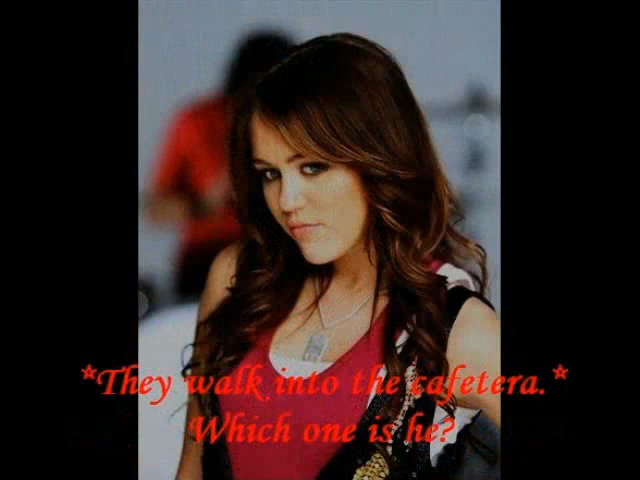 *They walk into the cafetera.*
Which one is he?